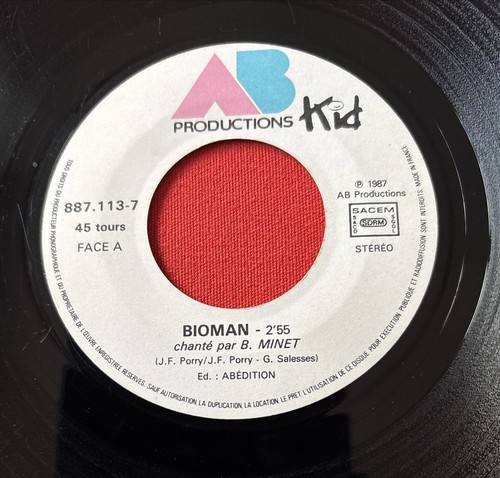 AB
PRODUCTIONS Kid
887.113-7
45 tours
FACE A
℗ 1987
AB Productions
SACEM
SACD
SDRM
SGDL
STÉRÉO
BIOMAN - 2'55
chanté par B. MINET
(J.F. Porry/J.F. Porry - G. Salesses)
Ed. : ABÉDITION
TOUS DROITS DU PRODUCTEUR PHONOGRAPHIQUE ET DU PROPRIETAIRE DE L'ŒUVRE ENREGISTREE RESERVES. SAUF AUTORISATION, LA DUPLICATION, LA LOCATION, LE PRET, L'UTILISATION DE CE DISQUE POUR EXECUTION PUBLIQUE ET RADIODIFFUSION SONT INTERDITS. MADE IN FRANCE